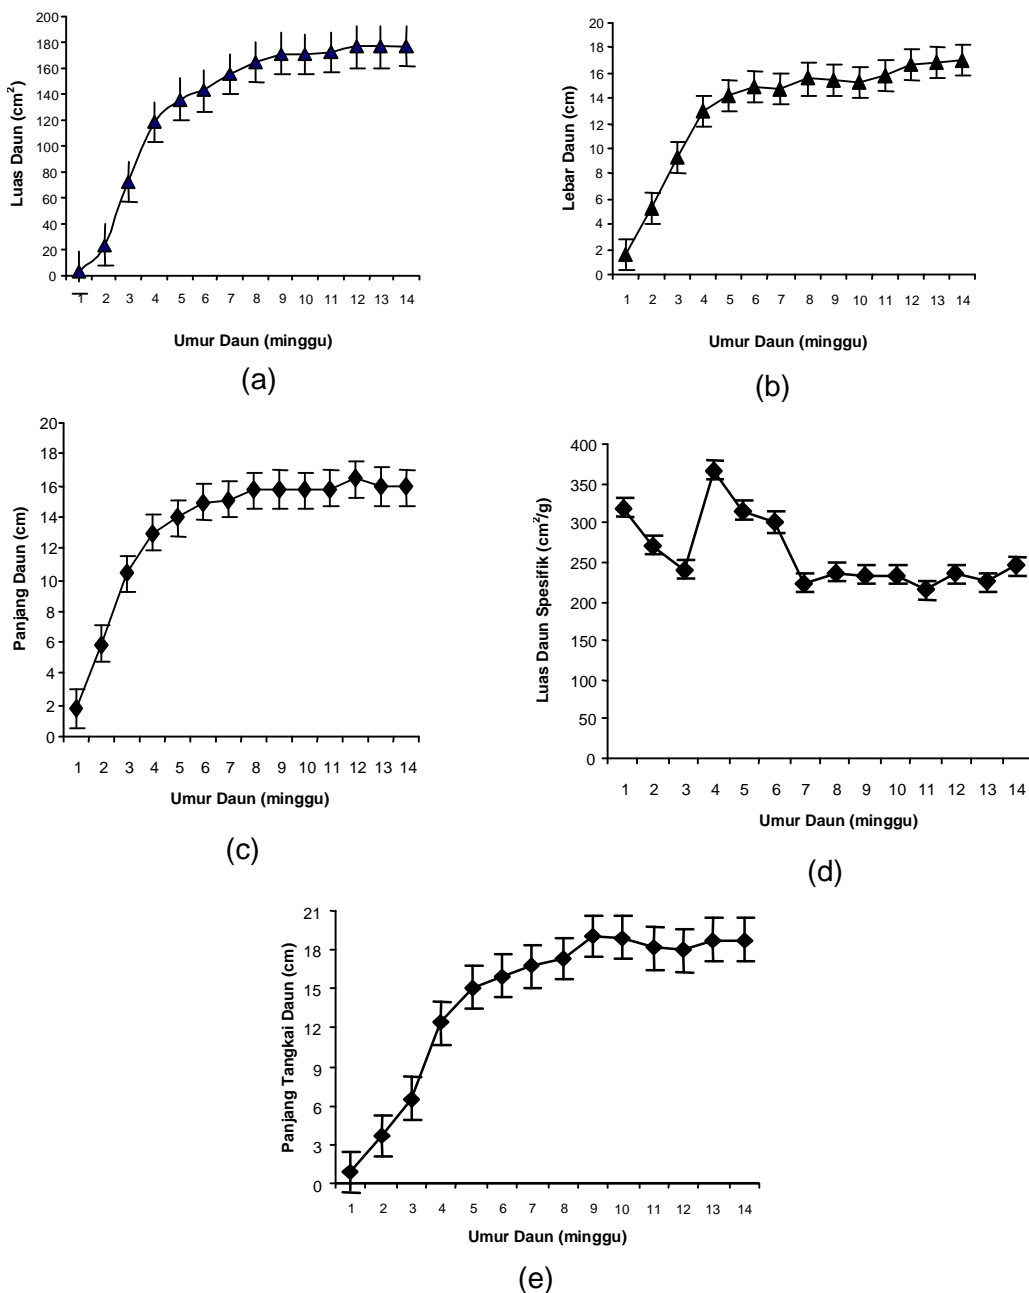 200
180
160
140
120
100
80
60
40
20
0
Luas Daun (cm²)
1 2 3 4 5 6 7 8 9 10 11 12 13 14
Umur Daun (minggu)
(a)
20
18
16
14
12
10
8
6
4
2
0
Lebar Daun (cm)
1 2 3 4 5 6 7 8 9 10 11 12 13 14
Umur Daun (minggu)
(b)
20
18
16
14
12
10
8
6
4
2
0
Panjang Daun (cm)
1 2 3 4 5 6 7 8 9 10 11 12 13 14
Umur Daun (minggu)
(c)
400
350
300
250
200
150
100
50
0
Luas Daun Spesifik (cm²/g)
1 2 3 4 5 6 7 8 9 10 11 12 13 14
Umur Daun (minggu)
(d)
21
18
15
12
9
6
3
0
Panjang Tangkai Daun (cm)
1 2 3 4 5 6 7 8 9 10 11 12 13 14
Umur Daun (minggu)
(e)